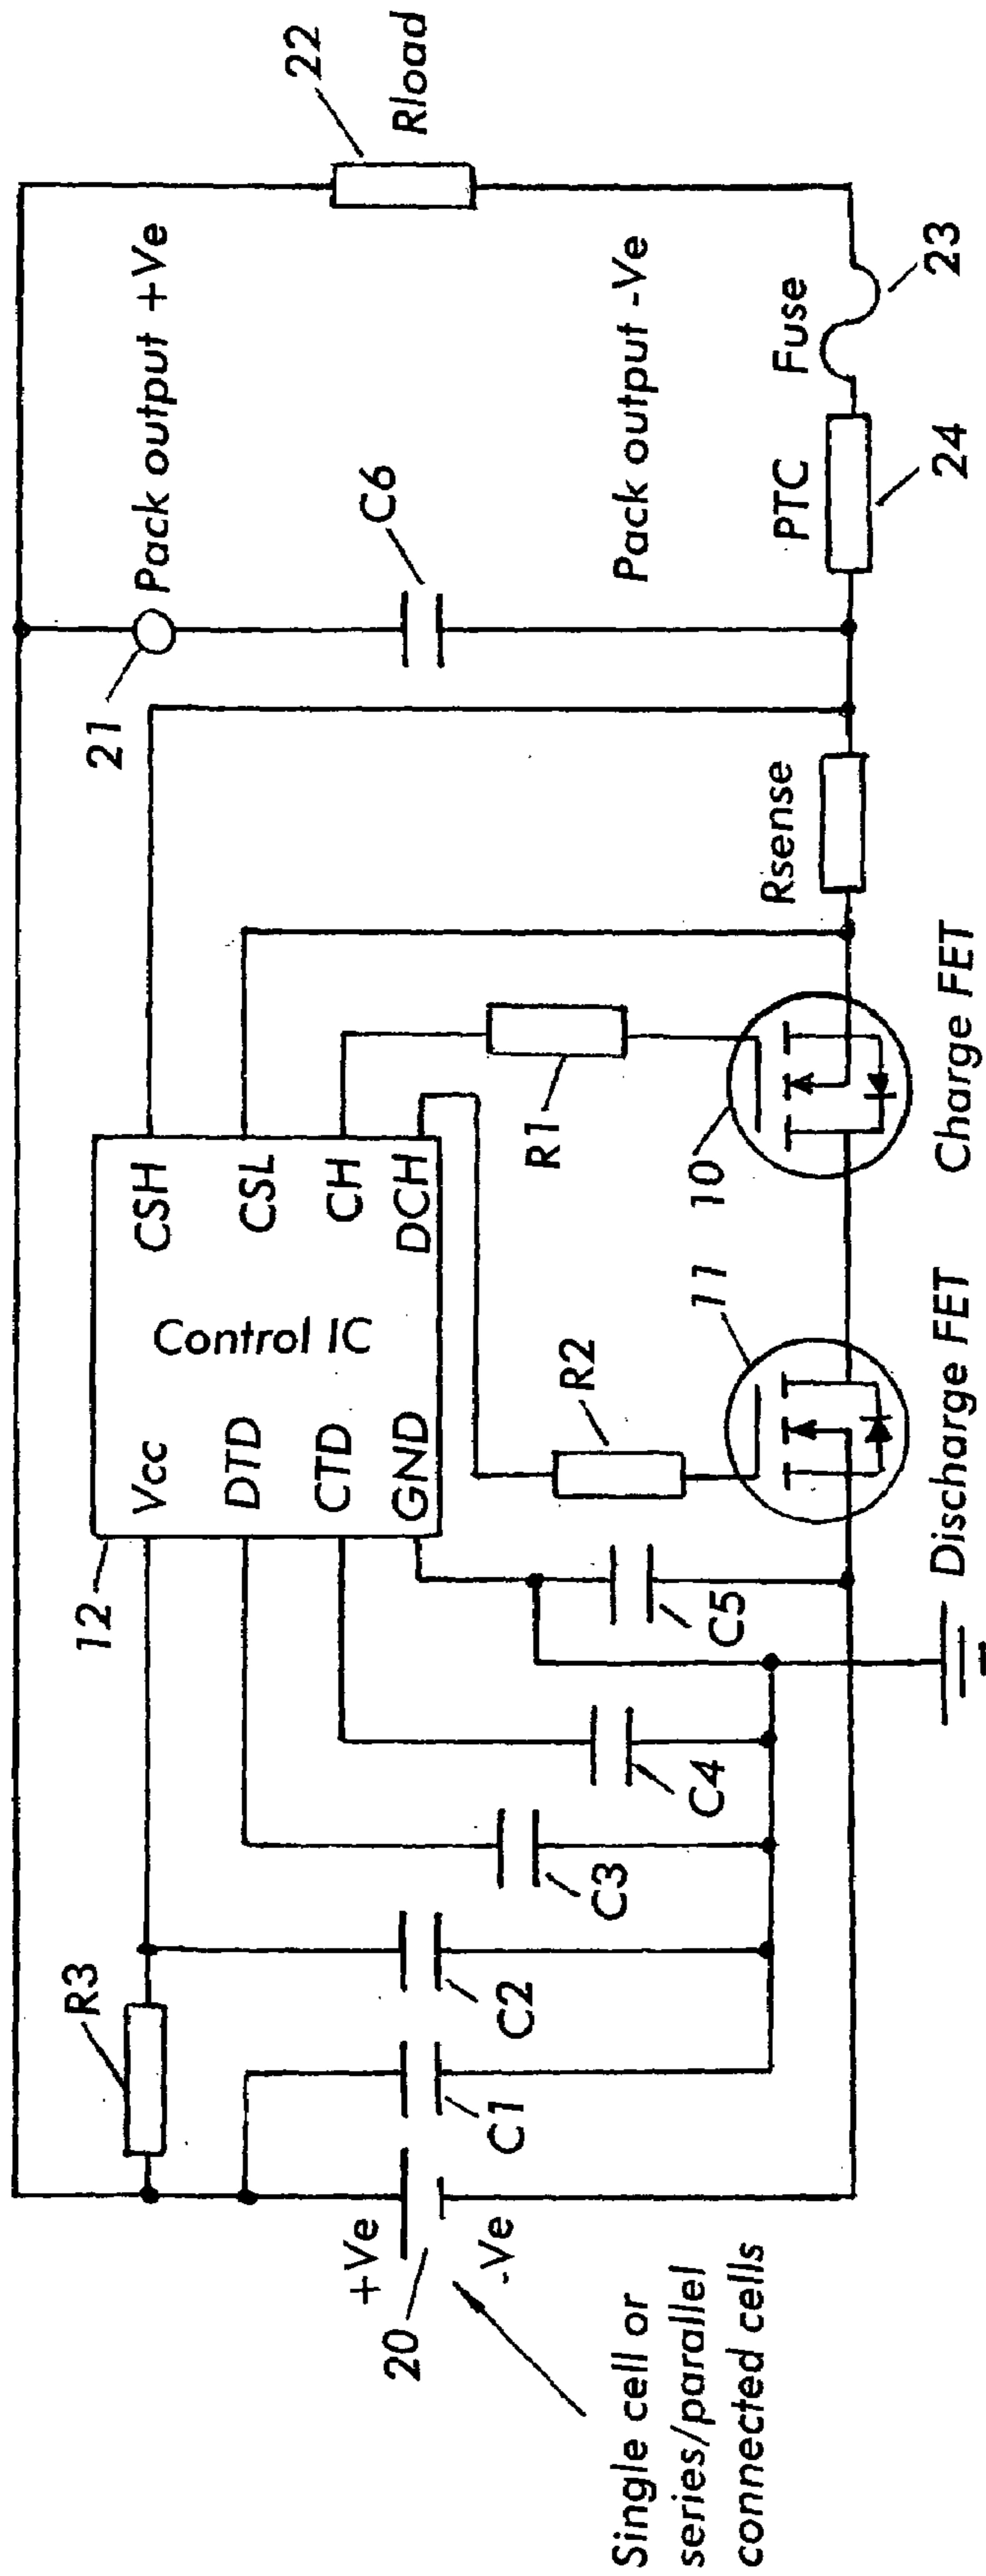 Pack output +Ve
21
22
Rload
R3
12
Vcc
CSH
DTD
CSL
Control IC
CTD
CH
GND
DCH
C6
+Ve
20
-Ve
C1
C2
C3
C4
C5
R2
R1
11
10
Rsense
Pack output -Ve
PTC
Fuse
24
23
Single cell or
series/parallel
connected cells
Discharge FET
Charge FET